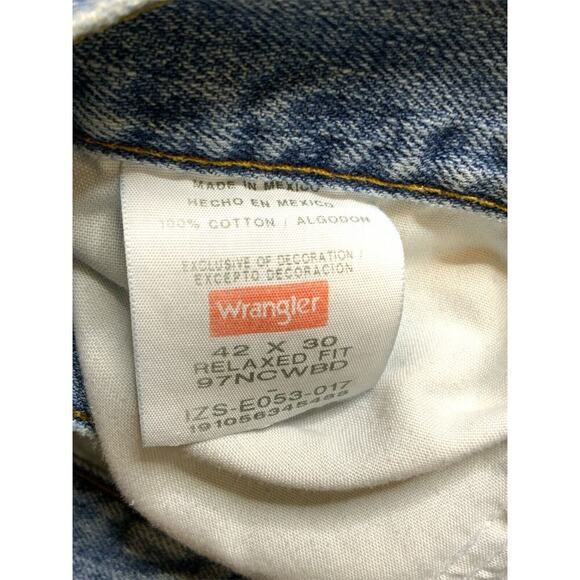 MADE IN MEXICO
HECHO EN MEXICO
100% COTTON / ALGODON
EXCLUSIVE OF DECORATION /
EXCEPTO DECORACION
Wrangler
42 X 30
RELAXED FIT
97NCWBD
-
IZS-E053-017
191056345465